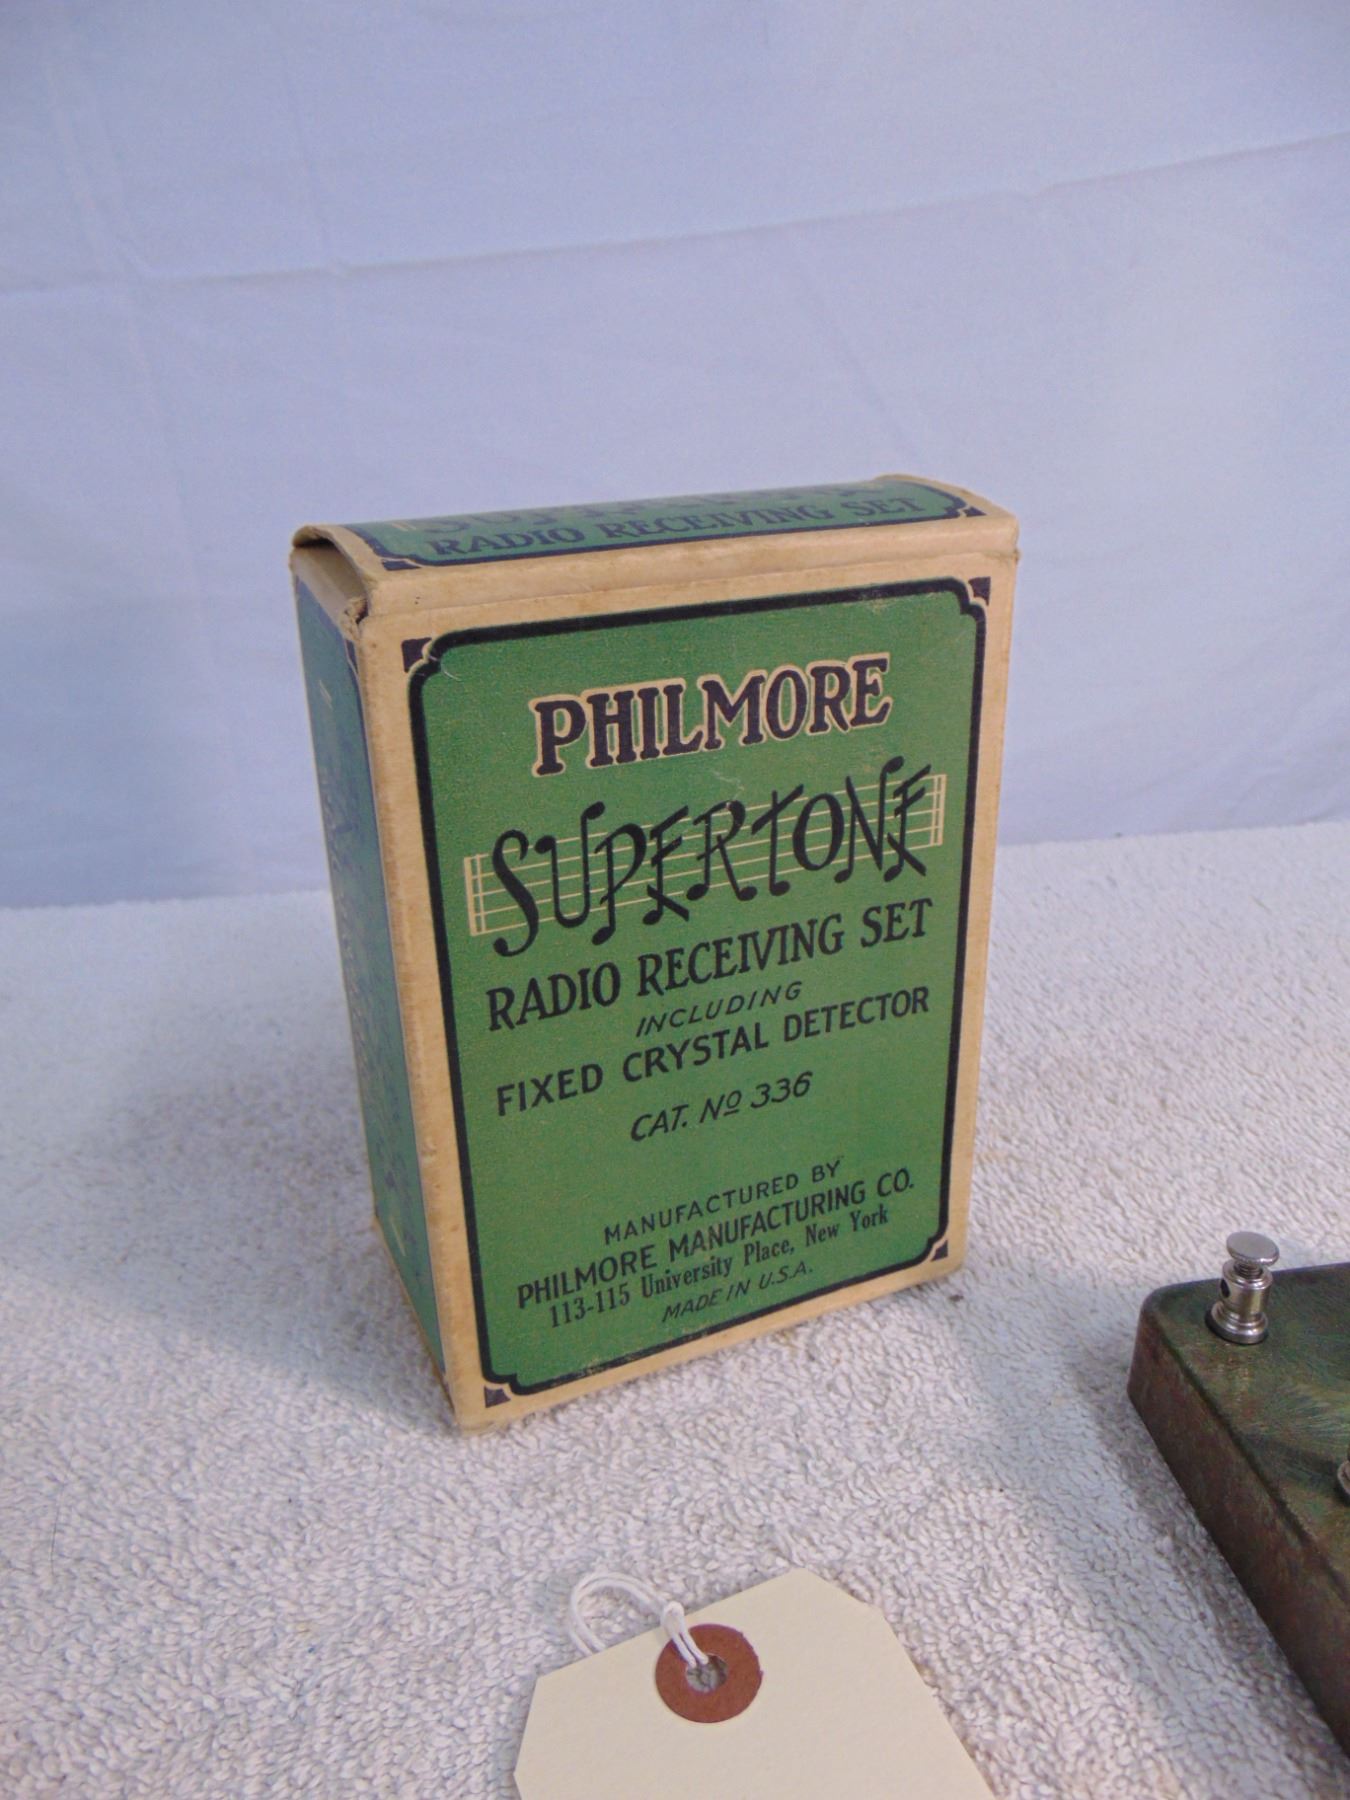 SUPERTONE
RADIO RECEIVING SET
PHILMORE
SUPERTONE
RADIO RECEIVING SET
INCLUDING
FIXED CRYSTAL DETECTOR
CAT. Nº 336
MANUFACTURED BY
PHILMORE MANUFACTURING CO.
113-115 University Place, New York
MADE IN U.S.A.